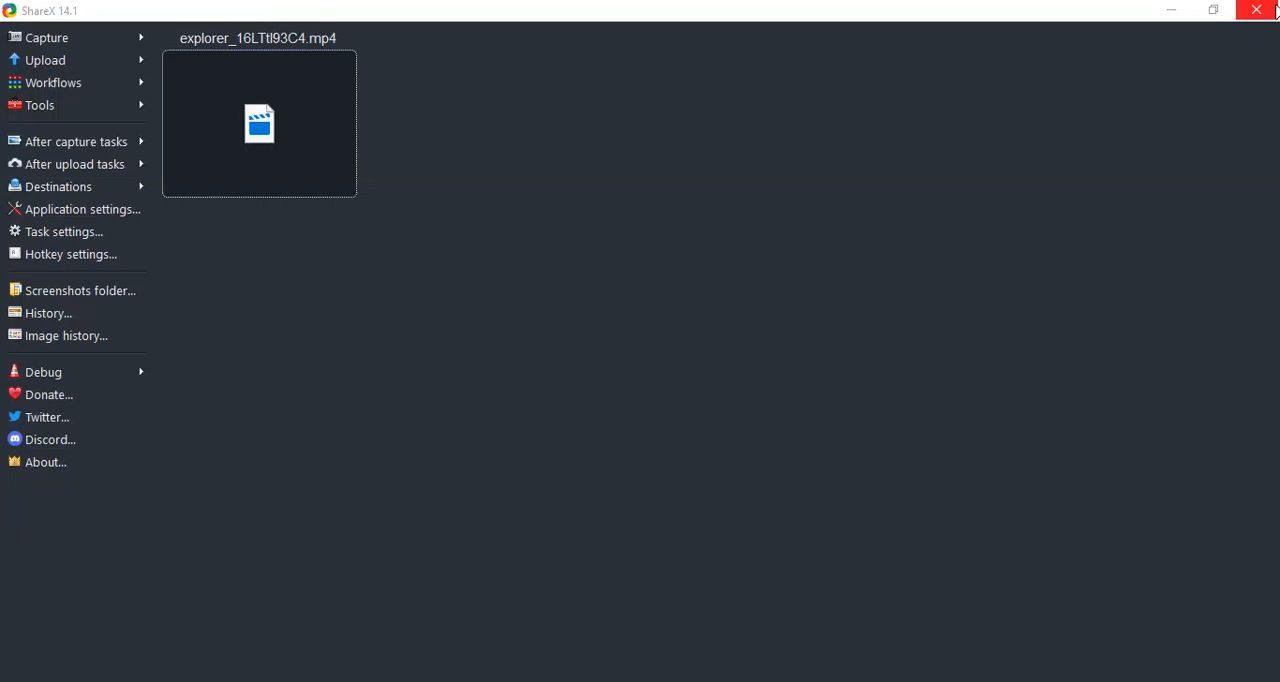 ShareX 14.1
Capture
Upload
Workflows
Tools
After capture tasks
After upload tasks
Destinations
Application settings...
Task settings...
Hotkey settings...
Screenshots folder...
History...
Image history...
Debug
Donate...
Twitter...
Discord...
About...
explorer_16LTtl93C4.mp4